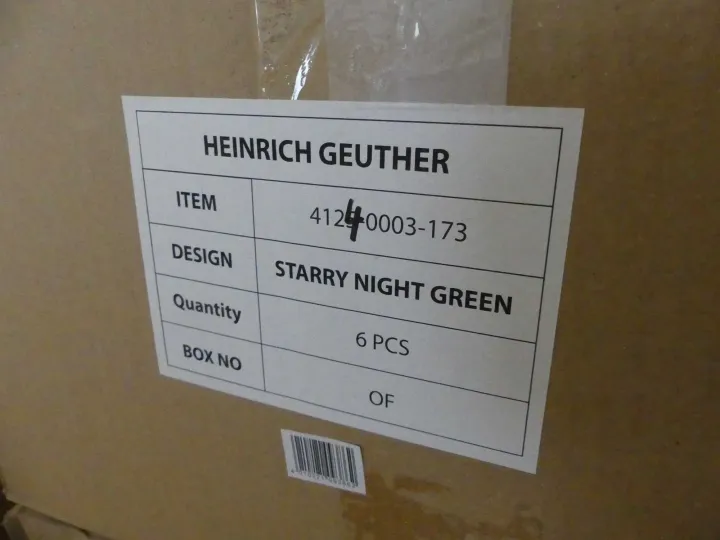 HEINRICH GEUTHER
ITEM 41240003-173
DESIGN STARRY NIGHT GREEN
Quantity 6 PCS
BOX NO OF